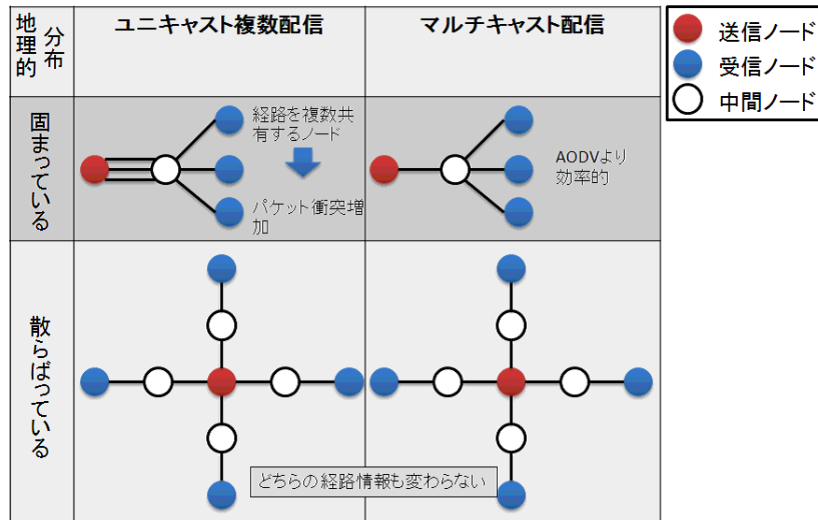 地理的
分布
ユニキャスト複数配信
マルチキャスト配信
送信ノード
受信ノード
中間ノード
固まっている
経路を複数共
有するノード
パケット衝突増
加
AODVより
効率的
散らばっている
どちらの経路情報も変わらない